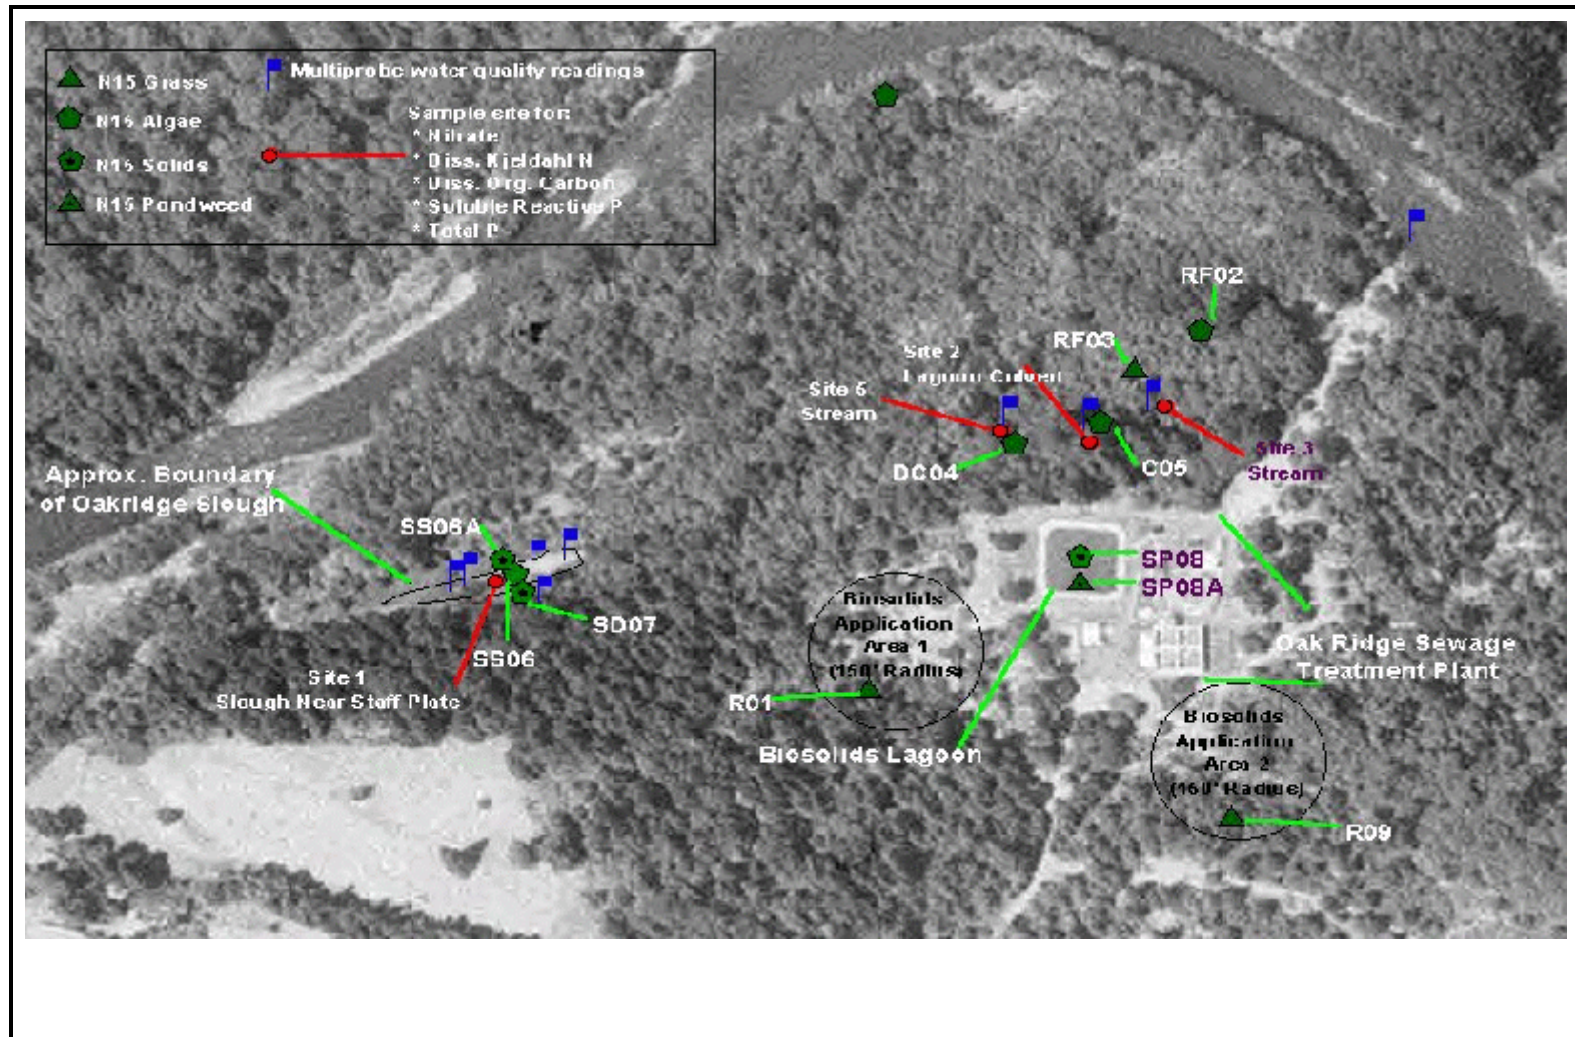 N15 Grass
N15 Algae
N15 Solids
N15 Pondweed
Multiprobe water quality readings
Sample site for:
* Nitrate
* Diss. Kjeldahl N
* Diss. Org. Carbon
* Soluble Reactive P
* Total P
RF02
RF03
Site 2
Lagoon Culvert
Site 5
Stream
DC04
C05
Site 3
Stream
Approx. Boundary
of Oakridge Slough
SS06A
SD07
SS06
Site 1
Slough Near Staff Plate
SP08
SP08A
Biosolids
Application
Area 1
(150' Radius)
R01
Biosolids Lagoon
Oak Ridge Sewage
Treatment Plant
Biosolids
Application
Area 2
(150' Radius)
R09